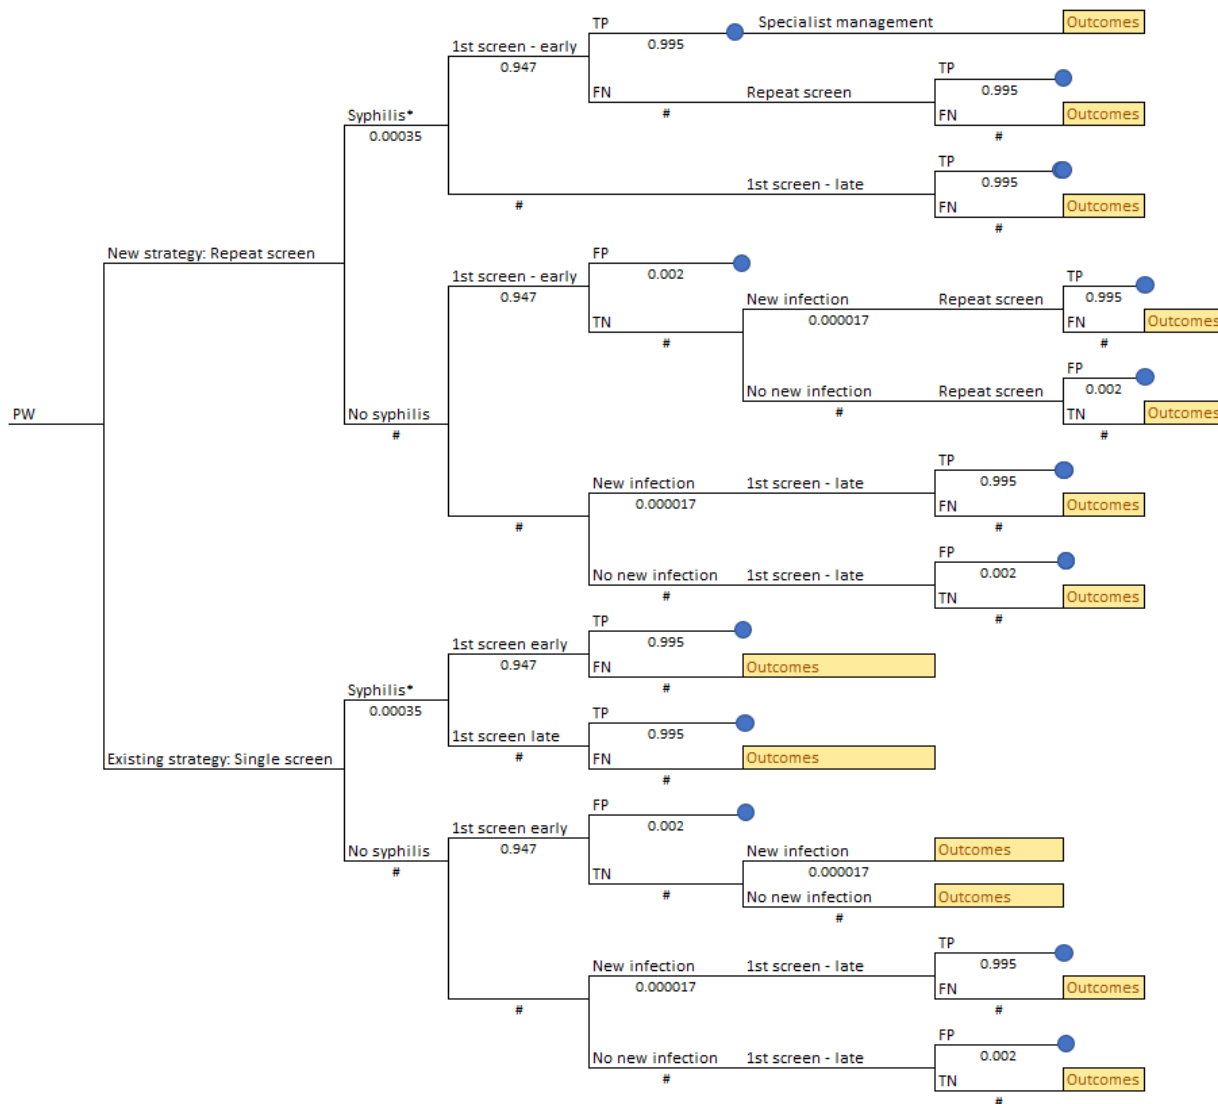 TP
Specialist management
Outcomes
1st screen - early
0.995
0.947
TP
FN
Repeat screen
0.995
#
FN
Outcomes
Syphilis*
#
0.00035
TP
1st screen - late
0.995
#
FN
Outcomes
#
New strategy: Repeat screen
FP
1st screen - early
0.002
TP
0.947
New infection
Repeat screen
0.995
TN
0.000017
FN
Outcomes
#
#
FP
No new infection
Repeat screen
0.002
PW
No syphilis
#
TN
Outcomes
#
#
TP
New infection
1st screen - late
0.995
0.000017
FN
Outcomes
#
#
FP
No new infection
1st screen - late
0.002
#
TN
Outcomes
#
TP
1st screen early
0.995
0.947
FN
Outcomes
Syphilis*
#
0.00035
TP
1st screen late
0.995
#
FN
Outcomes
Existing strategy: Single screen
#
FP
1st screen early
0.002
0.947
New infection
Outcomes
No syphilis
TN
0.000017
#
#
No new infection
Outcomes
#
TP
New infection
1st screen - late
0.995
0.000017
FN
Outcomes
#
#
FP
No new infection
1st screen - late
0.002
#
TN
Outcomes
#